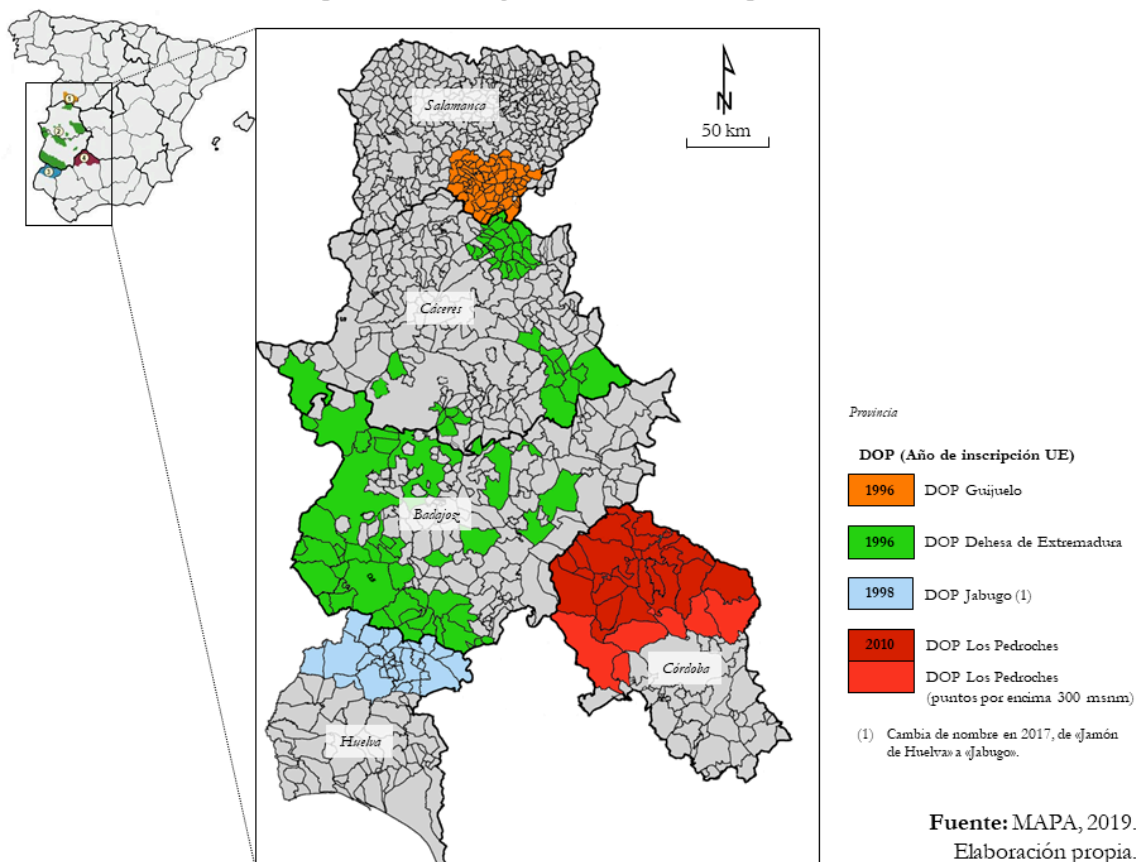 Salamanca
50 km
Cáceres
Badajoz
Córdoba
Huelva
Provincia
DOP (Año de inscripción UE)
1996 DOP Guijuelo
1996 DOP Dehesa de Extremadura
1998 DOP Jabugo (1)
2010 DOP Los Pedroches
DOP Los Pedroches
(puntos por encima 300 msnm)
(1) Cambia de nombre en 2017, de «Jamón
de Huelva» a «Jabugo».
Fuente: MAPA, 2019.
Elaboración propia.